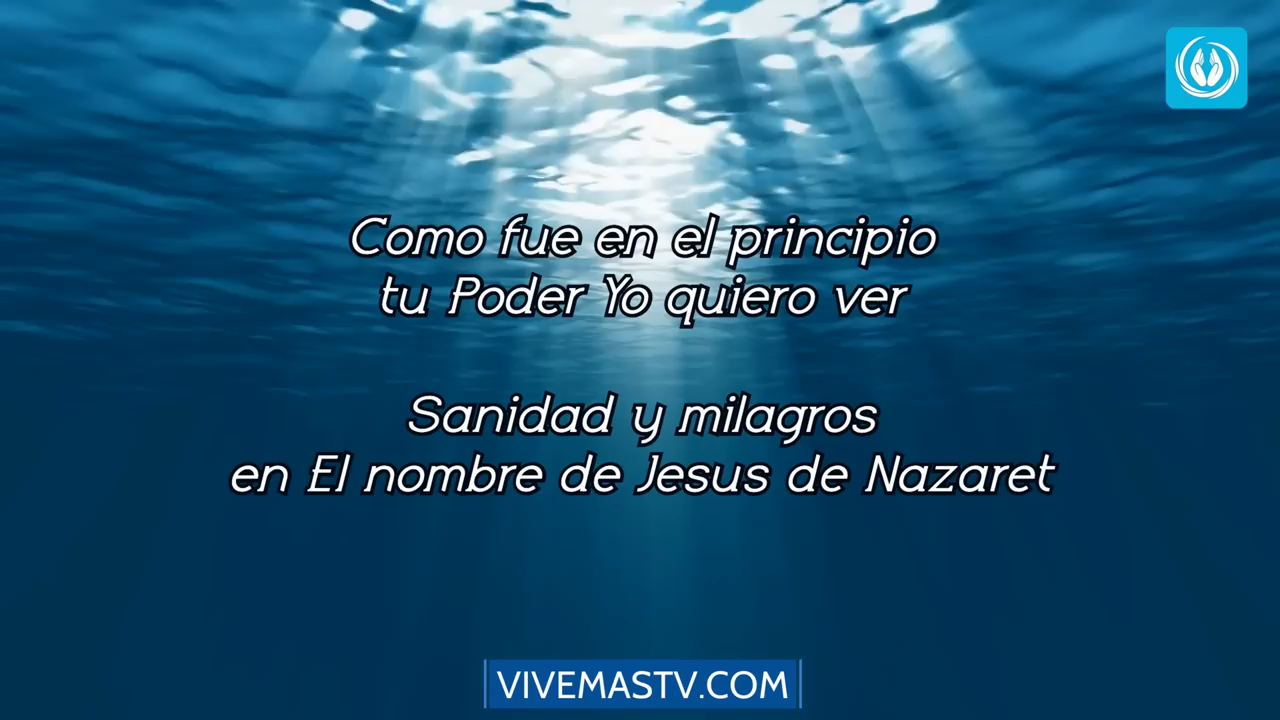 Como fue en el principio
tu Poder Yo quiero ver
Sanidad y milagros
en El nombre de Jesus de Nazaret
VIVEMASTV.COM